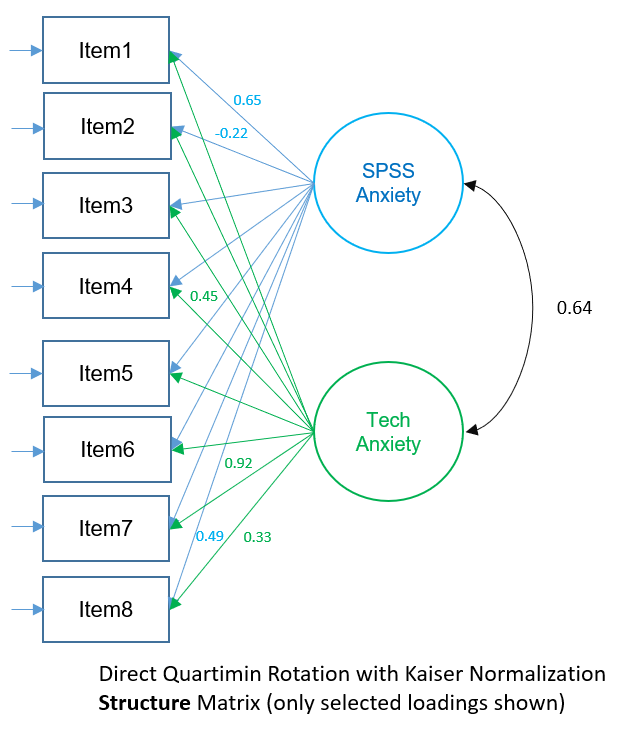 Item1
0.65
Item2
-0.22
SPSS
Anxiety
Item3
Item4
0.45
0.64
Item5
Tech
Anxiety
Item6
0.92
Item7
0.49
0.33
Item8
Direct Quartimin Rotation with Kaiser Normalization
Structure Matrix (only selected loadings shown)